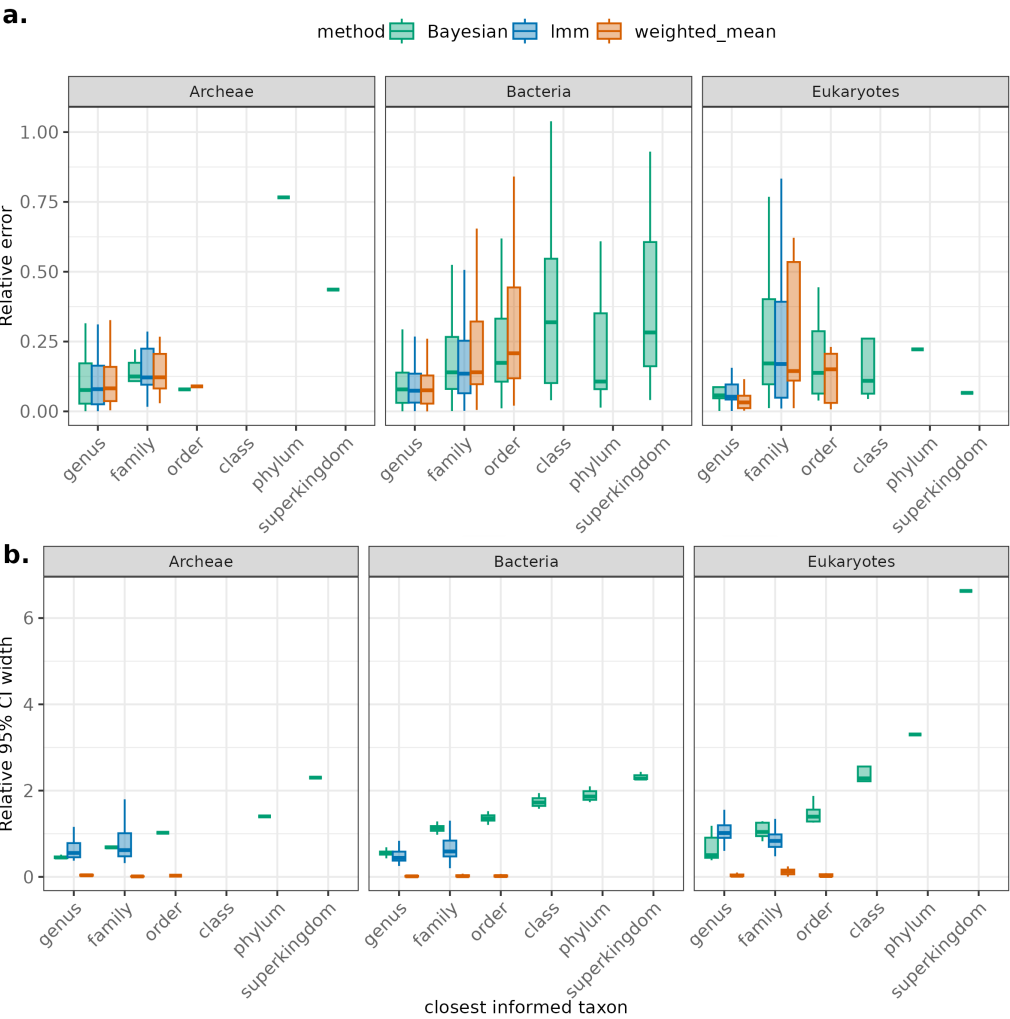 a.
method Bayesian lmm weighted_mean
Archeae Bacteria Eukaryotes
Relative error
1.00
0.75
0.50
0.25
0.00
genus family order class phylum superkingdom genus family order class phylum superkingdom genus family order class phylum superkingdom
b.
Archeae Bacteria Eukaryotes
Relative 95% CI width
6
4
2
0
genus family order class phylum superkingdom genus family order class phylum superkingdom genus family order class phylum superkingdom
closest informed taxon